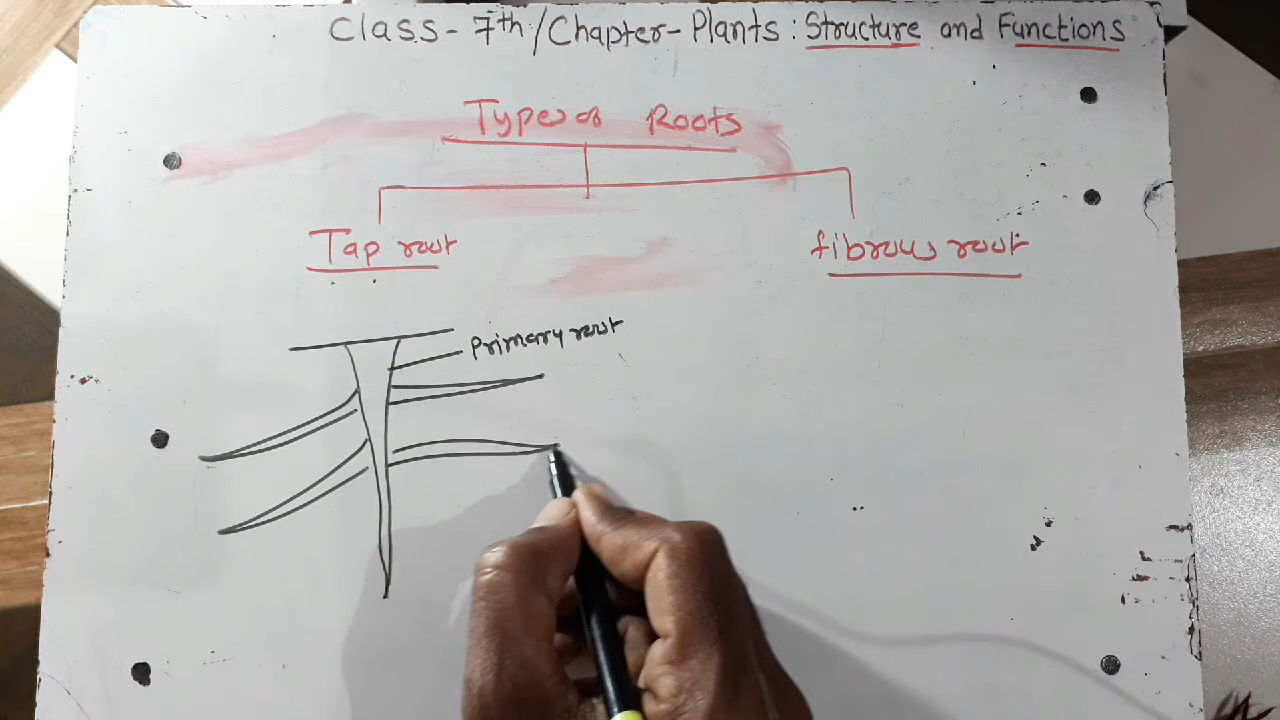 Class - 7th / Chapter - Plants : Structure and Functions
Types of Roots
Tap root
fibrous root
Primary root